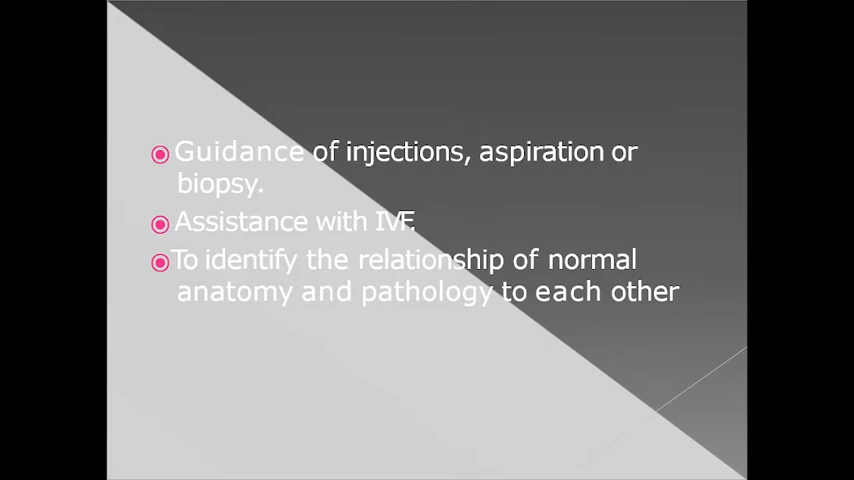 Guidance of injections, aspiration or
biopsy.
Assistance with IVF.
To identify the relationship of normal
anatomy and pathology to each other